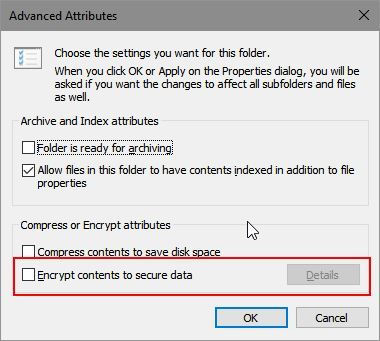 Advanced Attributes
Choose the settings you want for this folder.
When you click OK or Apply on the Properties dialog, you will be
asked if you want the changes to affect all subfolders and files
as well.
Archive and Index attributes
Folder is ready for archiving
Allow files in this folder to have contents indexed in addition to file
properties
Compress or Encrypt attributes
Compress contents to save disk space
Encrypt contents to secure data
Details
OK
Cancel